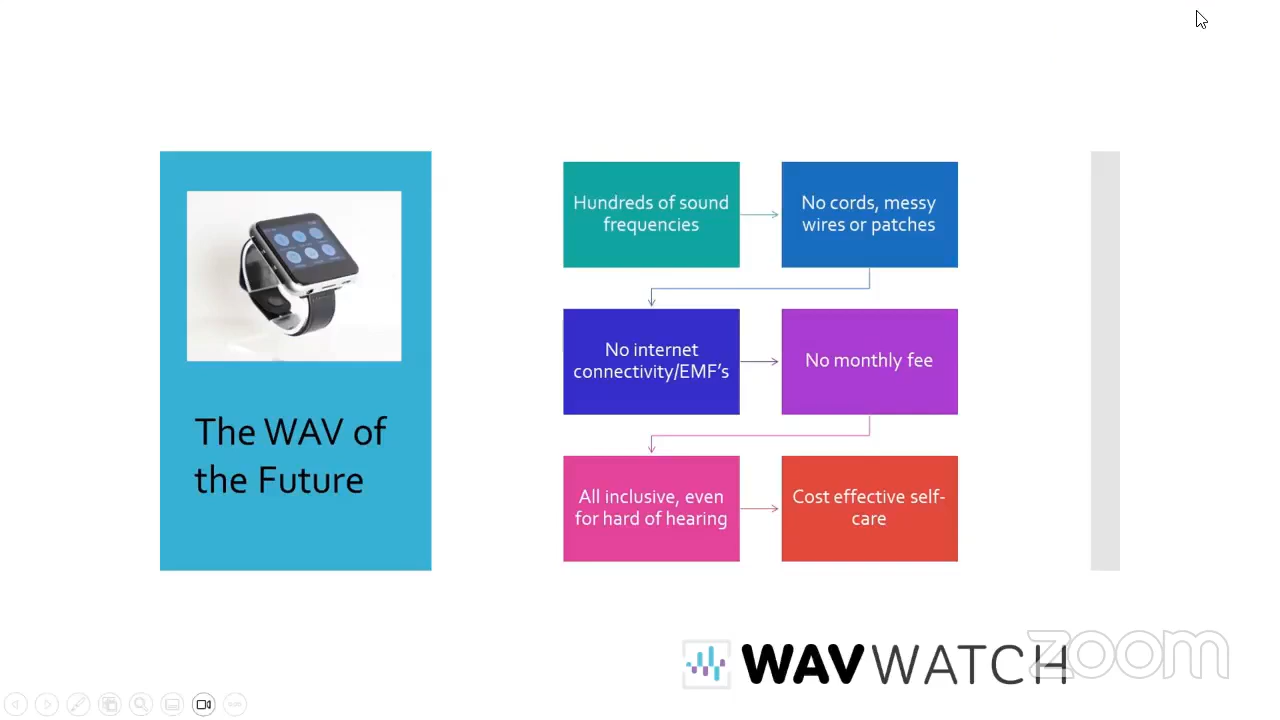 The WAV of
the Future
Hundreds of sound
frequencies
No cords, messy
wires or patches
No internet
connectivity/EMF's
No monthly fee
All inclusive, even
for hard of hearing
Cost effective self-
care
WAVWATCH
zoom